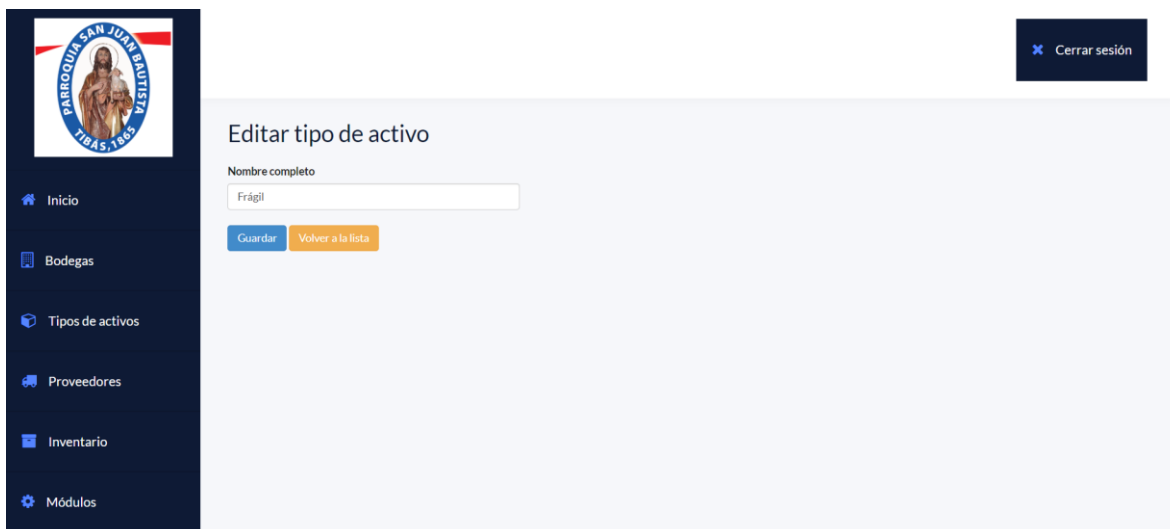 PARROQUIA SAN JUAN BAUTISTA
TIBÁS, 1865
Cerrar sesión
Editar tipo de activo
Nombre completo
Frágil
Guardar
Volver a la lista
Inicio
Bodegas
Tipos de activos
Proveedores
Inventario
Módulos